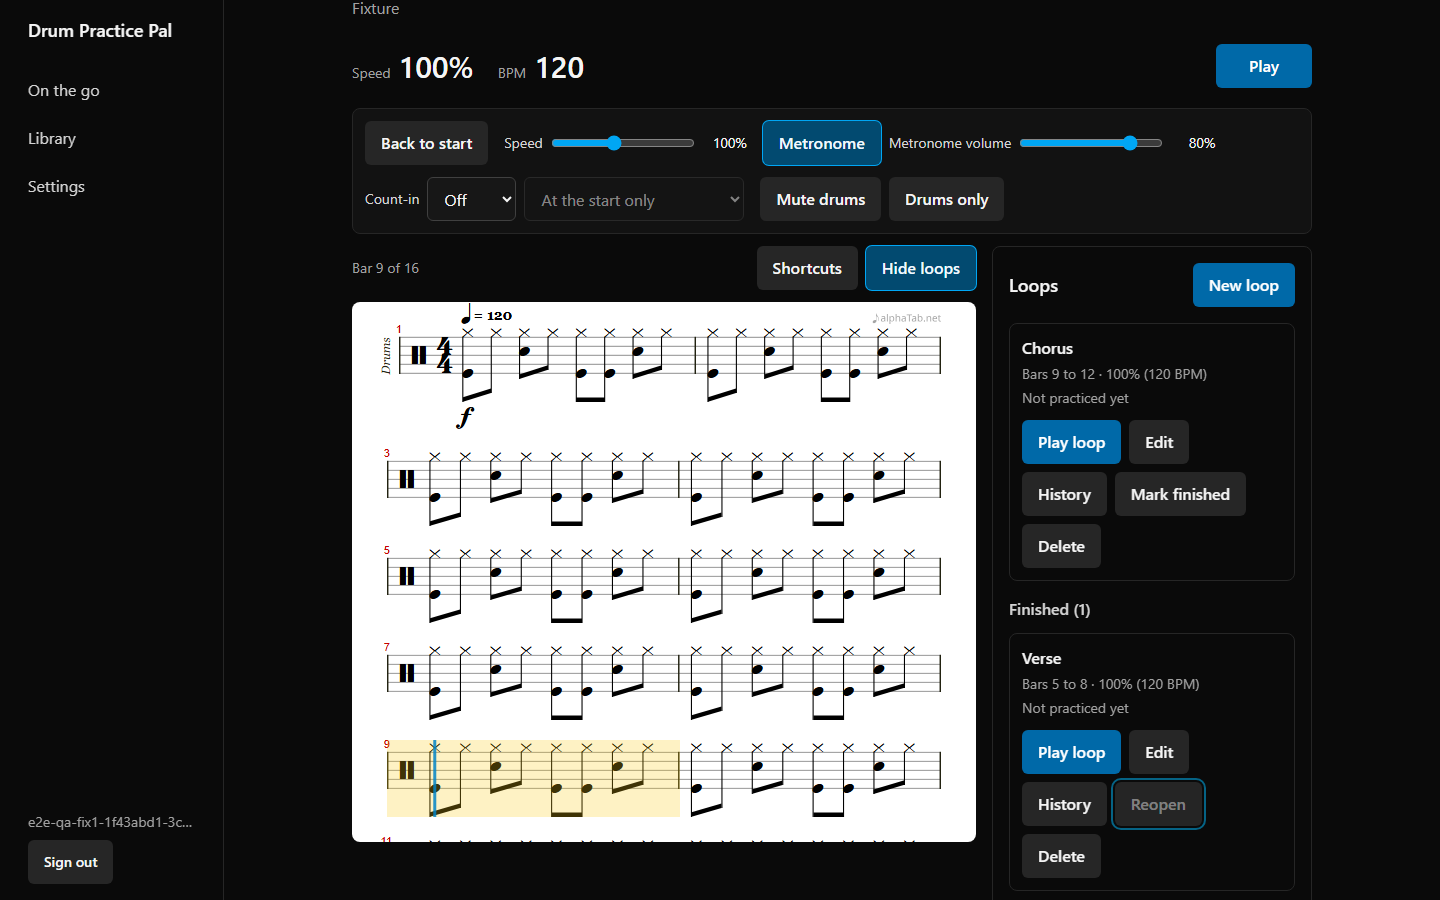 Drum Practice Pal
On the go
Library
Settings
e2e-qa-fix1-1f43abd1-3c...
Sign out
Fixture
Speed 100% BPM 120
Play
Back to start Speed 100% Metronome Metronome volume 80%
Count-in Off At the start only Mute drums Drums only
Bar 9 of 16 Shortcuts Hide loops
= 120
alphaTab.net
1
Drums
4
4
f
3
5
7
9
11
Loops New loop
Chorus
Bars 9 to 12 · 100% (120 BPM)
Not practiced yet
Play loop Edit
History Mark finished
Delete
Finished (1)
Verse
Bars 5 to 8 · 100% (120 BPM)
Not practiced yet
Play loop Edit
History Reopen
Delete